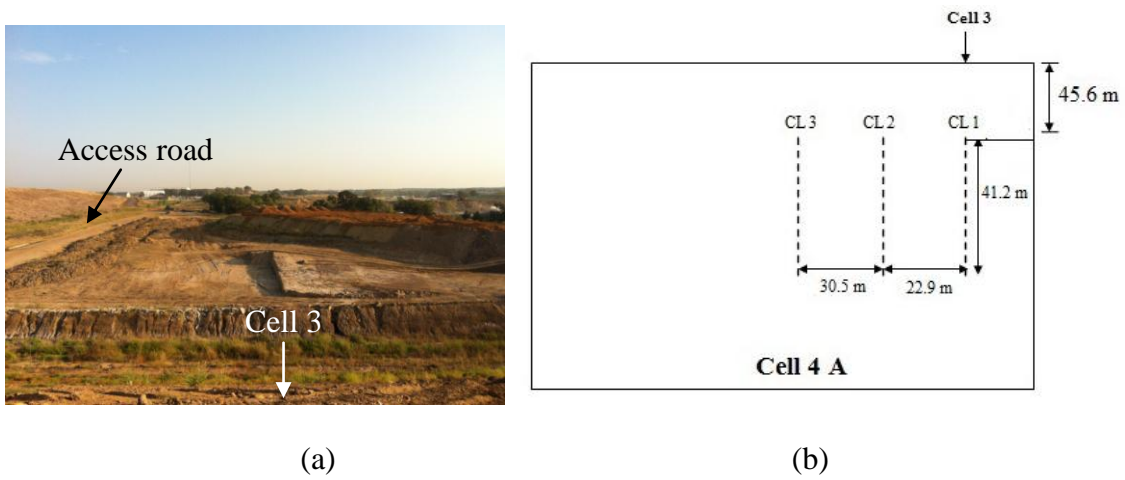 Access road
Cell 3
Cell 3
45.6 m
CL 3
CL 2
CL 1
41.2 m
30.5 m
22.9 m
Cell 4 A
(a)
(b)